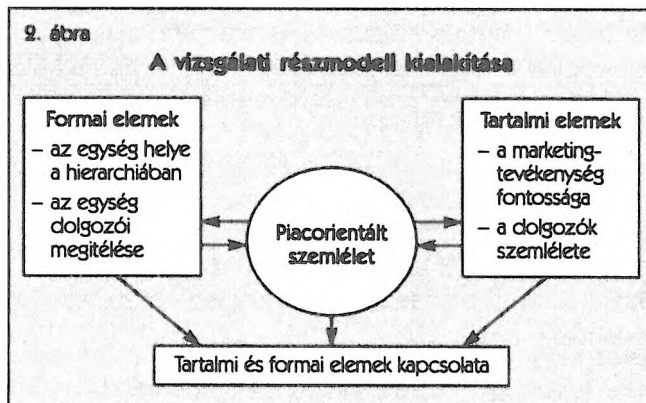 2. ábra
A vizsgálati részmodell kialakítása
Formai elemek
– az egység helye
a hierarchiában
– az egység
dolgozói
megitélése
Piacorientált
szemlélet
Tartalmi elemek
– a marketing-
tevékenység
fontossága
– a dolgozók
szemlélete
Tartalmi és formai elemek kapcsolata